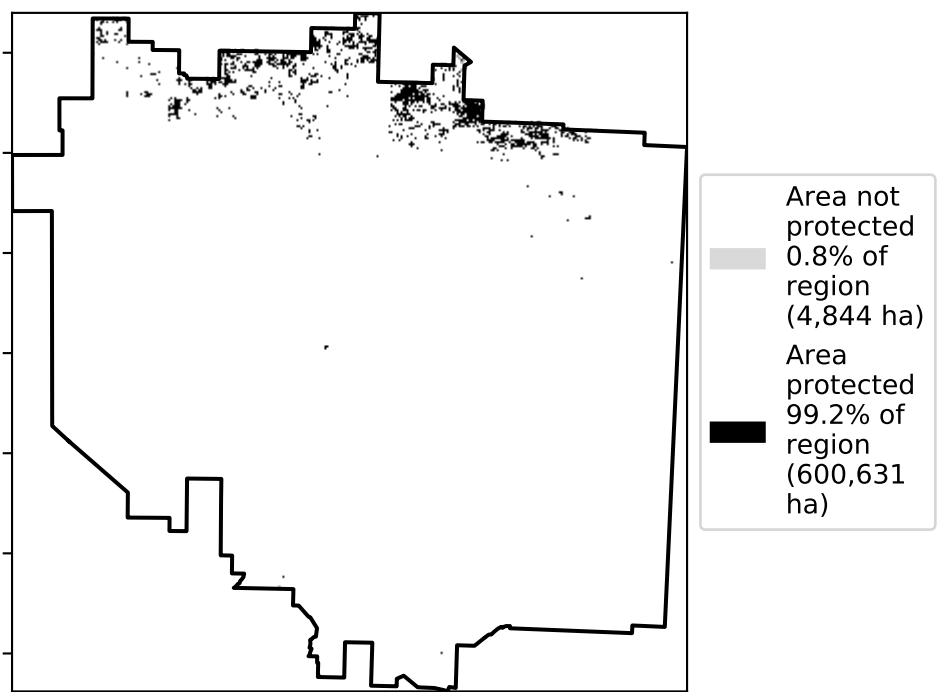 Area not
protected
0.8% of
region
(4,844 ha)
Area
protected
99.2% of
region
(600,631
ha)